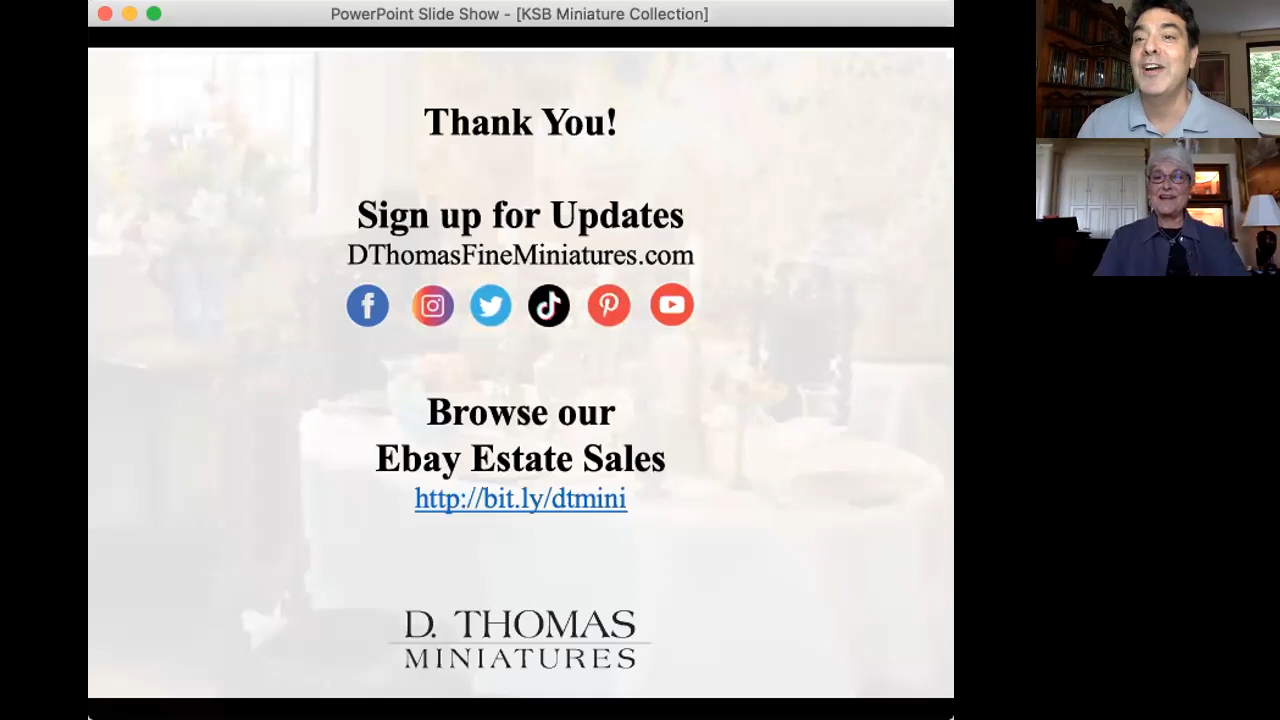 PowerPoint Slide Show - [KSB Miniature Collection]
Thank You!
Sign up for Updates
DThomasFineMiniatures.com
Browse our
Ebay Estate Sales
http://bit.ly/dtmini
D. THOMAS
MINIATURES